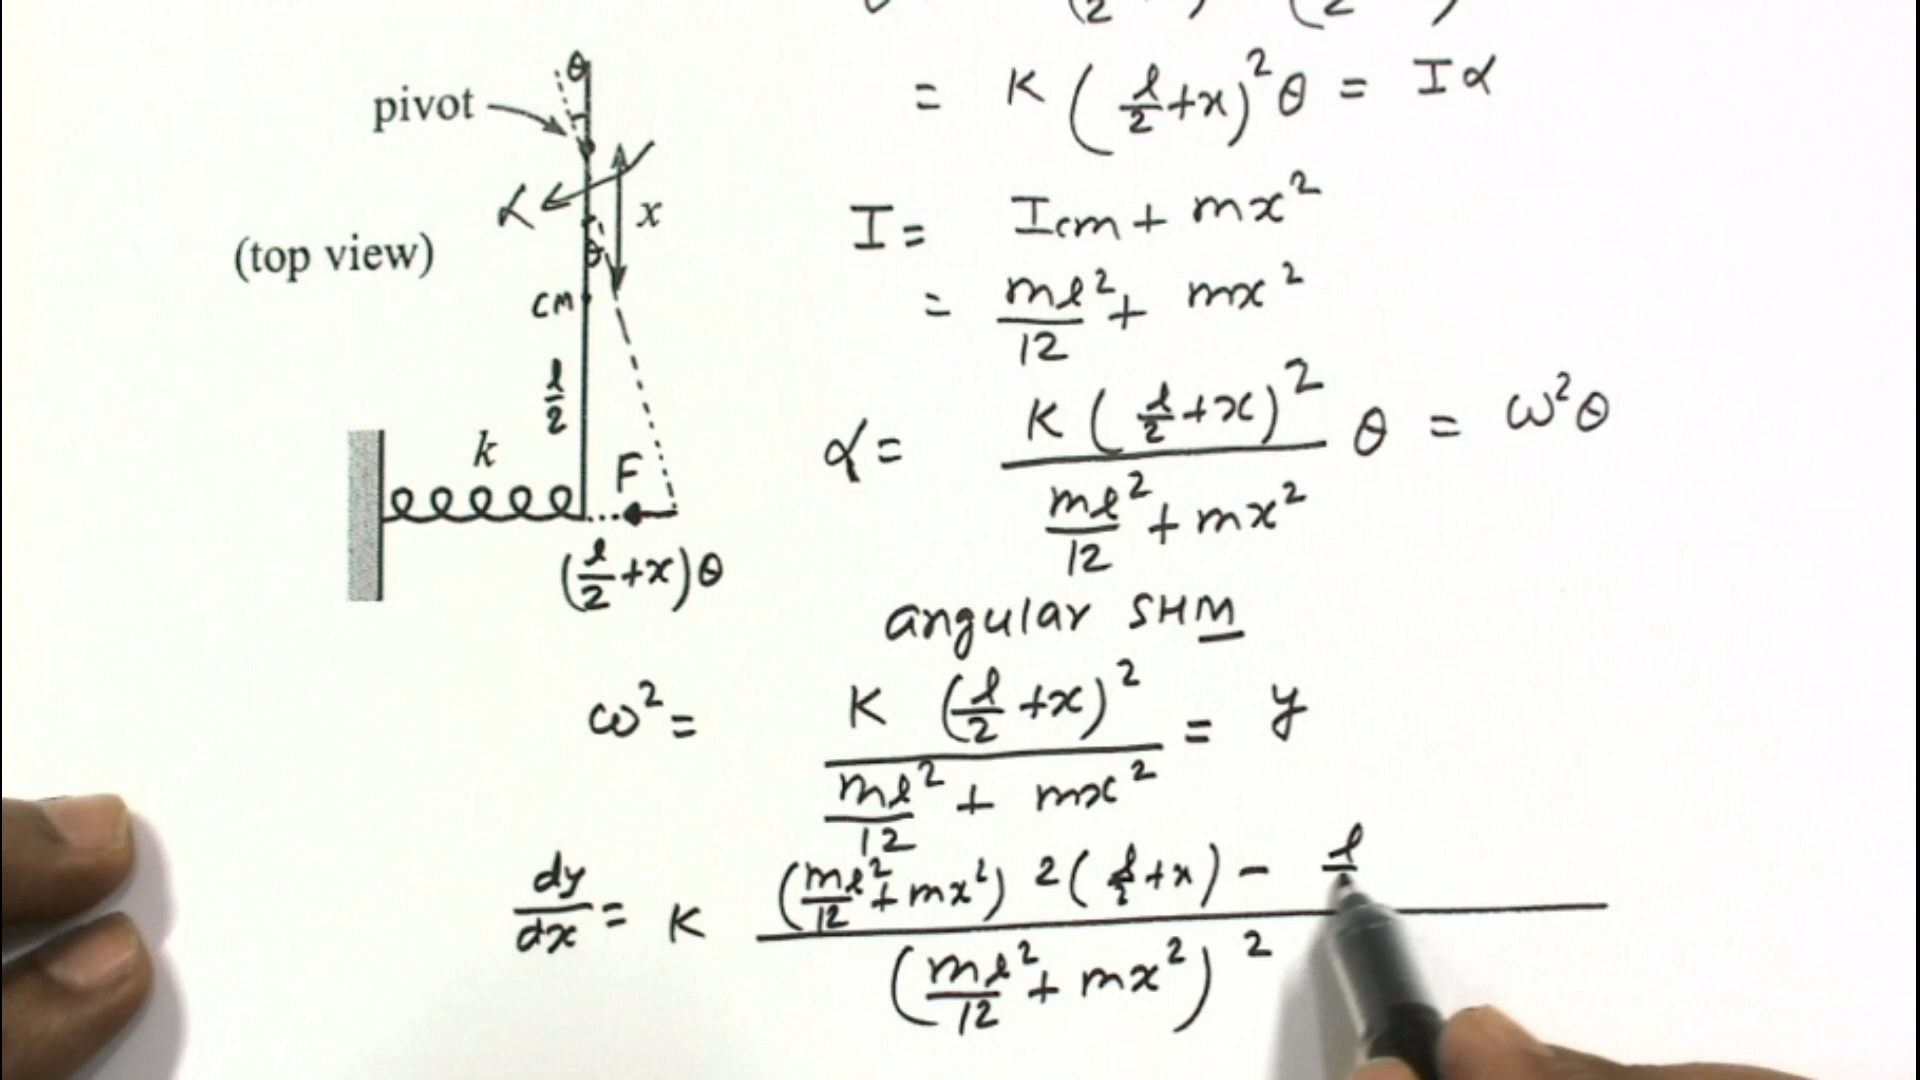 = K (l/2+x)²θ = Iα
I = Icm + mx²
= ml²/12 + mx²
α = K(l/2+x)² / (ml²/12 + mx²) θ = ω²θ
angular SHM
ω² = K (l/2+x)² / (ml²/12 + mx²) = y
dy/dx = K (ml²/12 + mx²) 2(l/2+x) - l / (ml²/12 + mx²)²
θ
pivot
α
x
(top view)
θ
CM
l/2
k
F
(l/2+x)θ